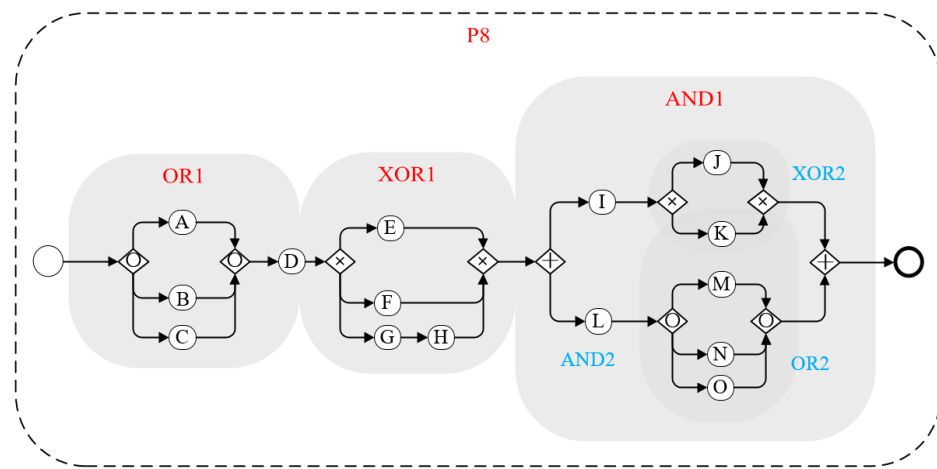 P8
AND1
OR1
XOR1
XOR2
A
B
C
O
O
D
×
E
F
G
H
×
+
I
×
J
K
×
L
O
M
N
O
O
+
AND2
OR2